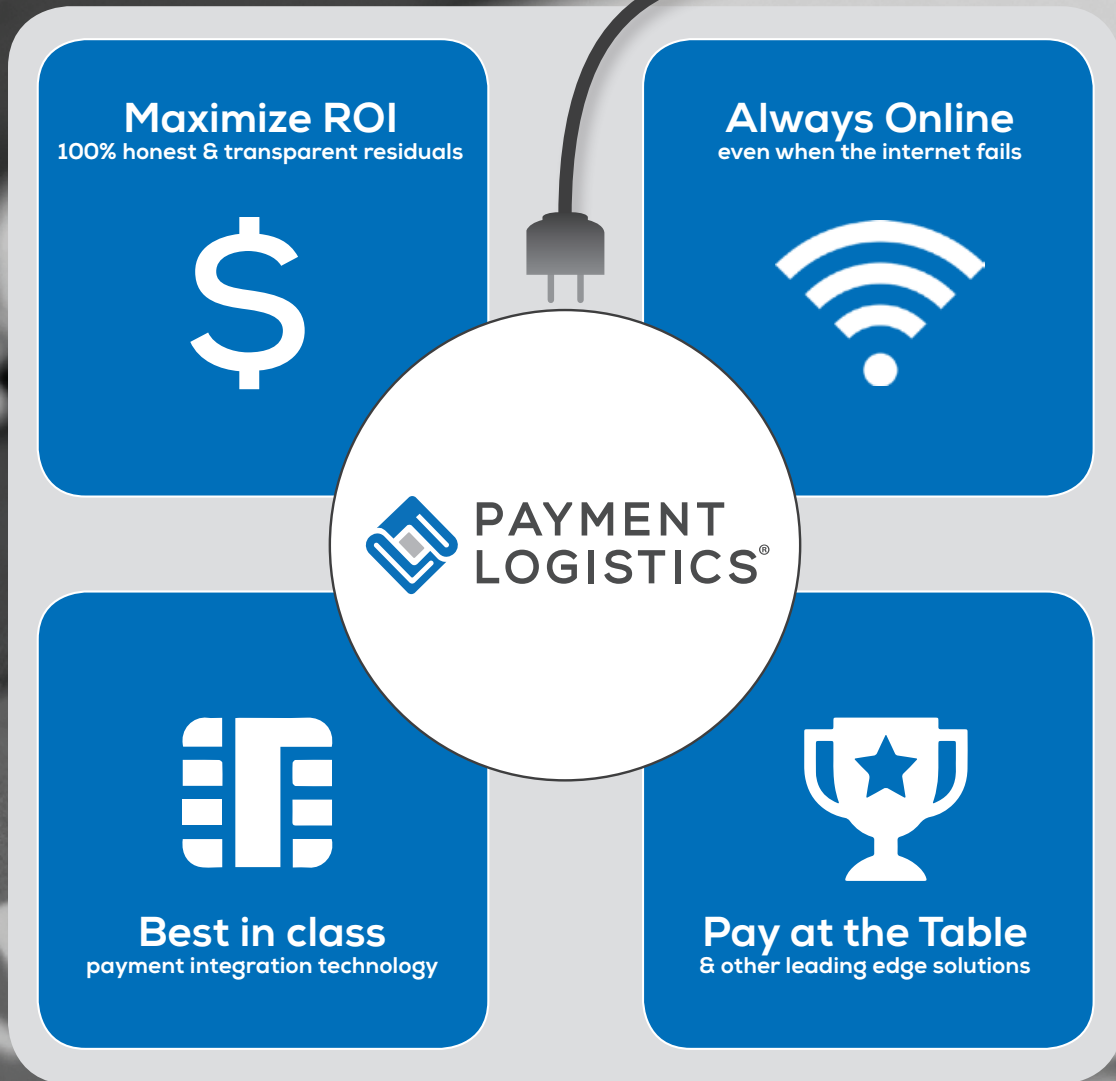 Maximize ROI
100% honest & transparent residuals
Always Online
even when the internet fails
$
PAYMENT
LOGISTICS®
Best in class
payment integration technology
Pay at the Table
& other leading edge solutions